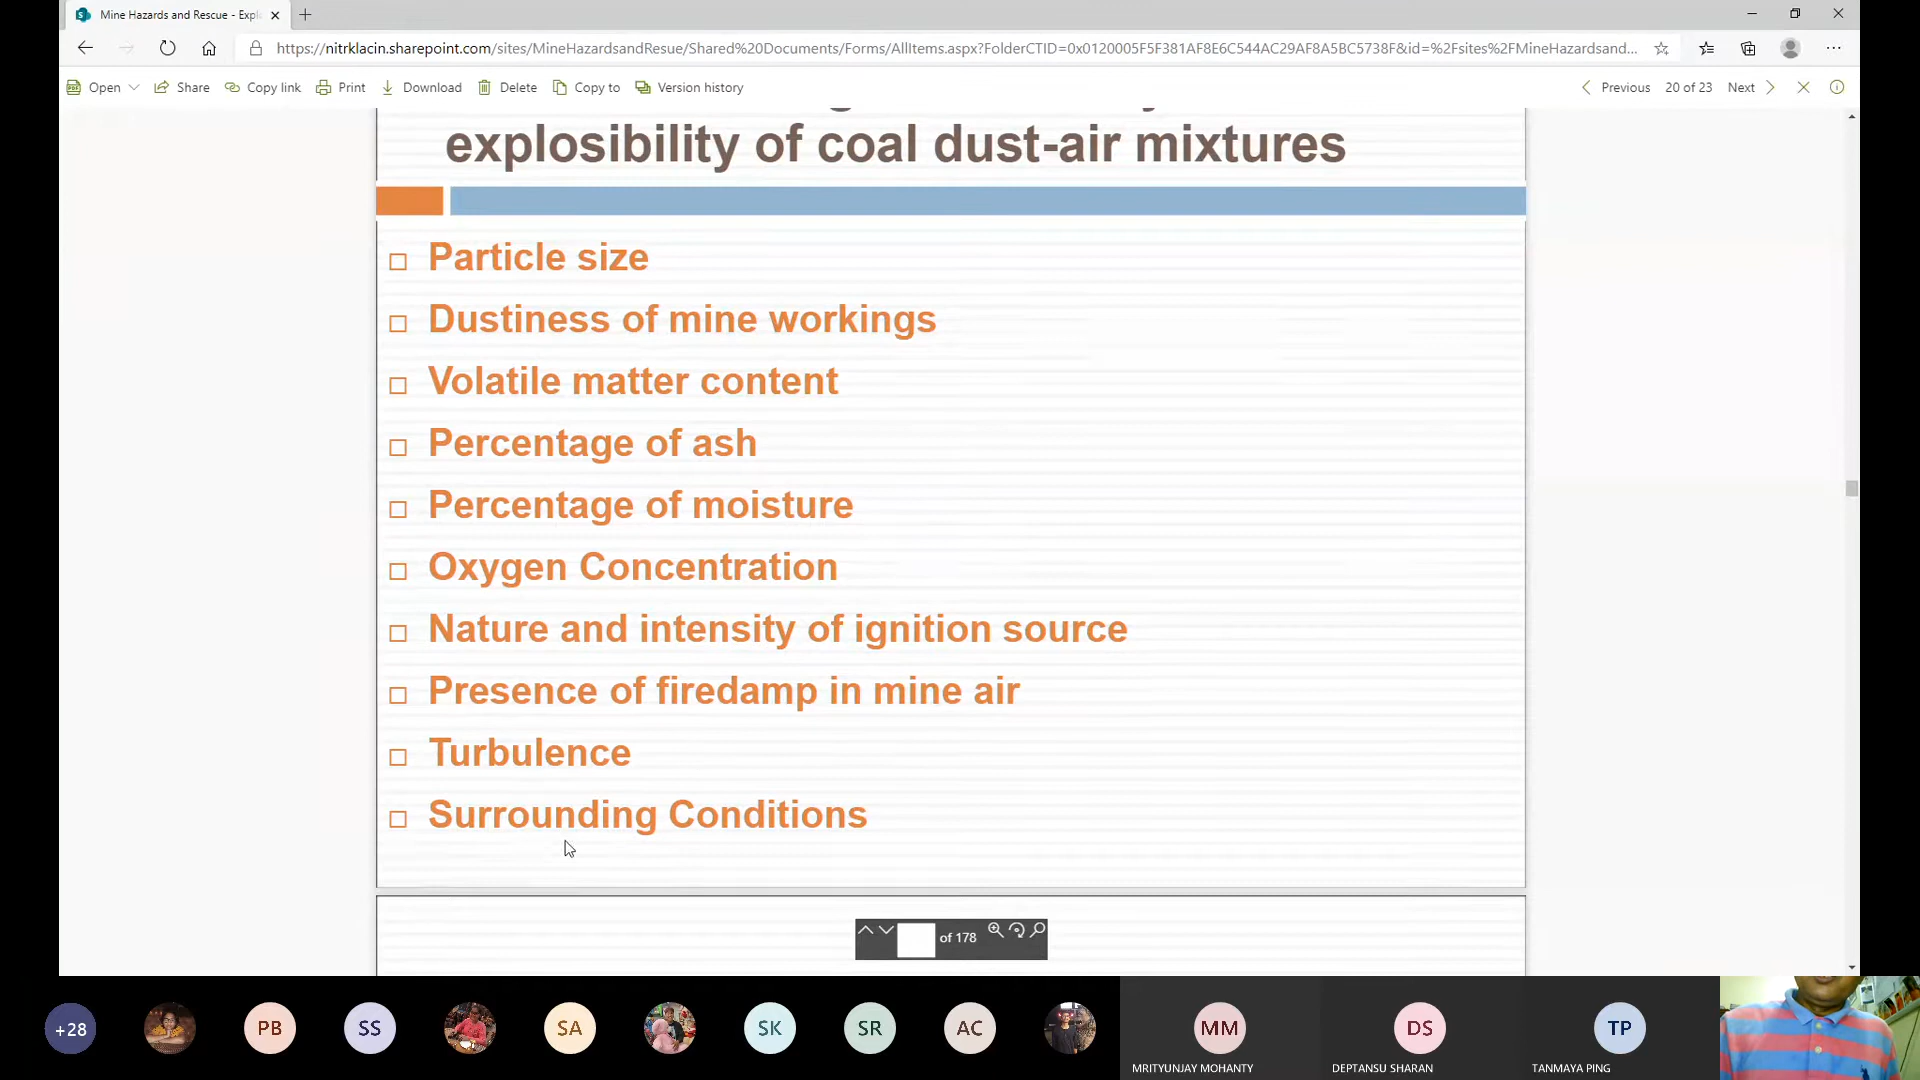 Mine Hazards and Rescue - Expl
https://nitrklacin.sharepoint.com/sites/MineHazardsandResue/Shared%20Documents/Forms/AllItems.aspx?FolderCTID=0x0120005F5F381AF8E6C544AC29AF8A5BC5738F&id=%2Fsites%2FMineHazardsand...
Open Share Copy link Print Download Delete Copy to Version history Previous 20 of 23 Next
explosibility of coal dust-air mixtures
Particle size
Dustiness of mine workings
Volatile matter content
Percentage of ash
Percentage of moisture
Oxygen Concentration
Nature and intensity of ignition source
Presence of firedamp in mine air
Turbulence
Surrounding Conditions
of 178
+28 PB SS SA SK SR AC MM DS TP
MRITYUNJAY MOHANTY DEPTANSU SHARAN TANMAYA PING